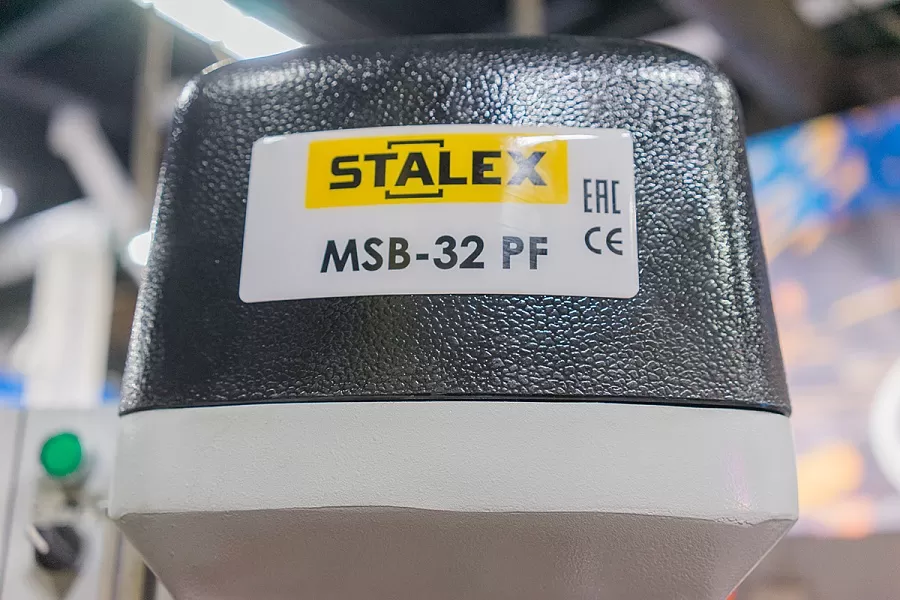 STALEX
EAC
CE
MSB-32 PF